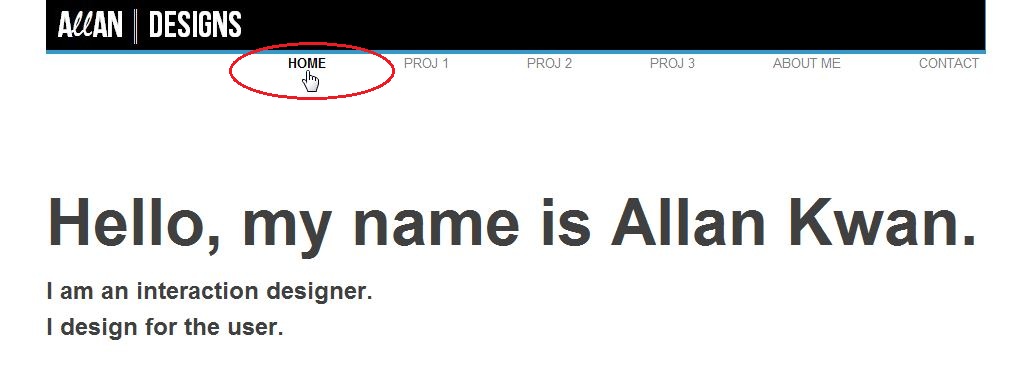 AllAN | DESIGNS
HOME PROJ 1 PROJ 2 PROJ 3 ABOUT ME CONTACT
Hello, my name is Allan Kwan.
I am an interaction designer.
I design for the user.